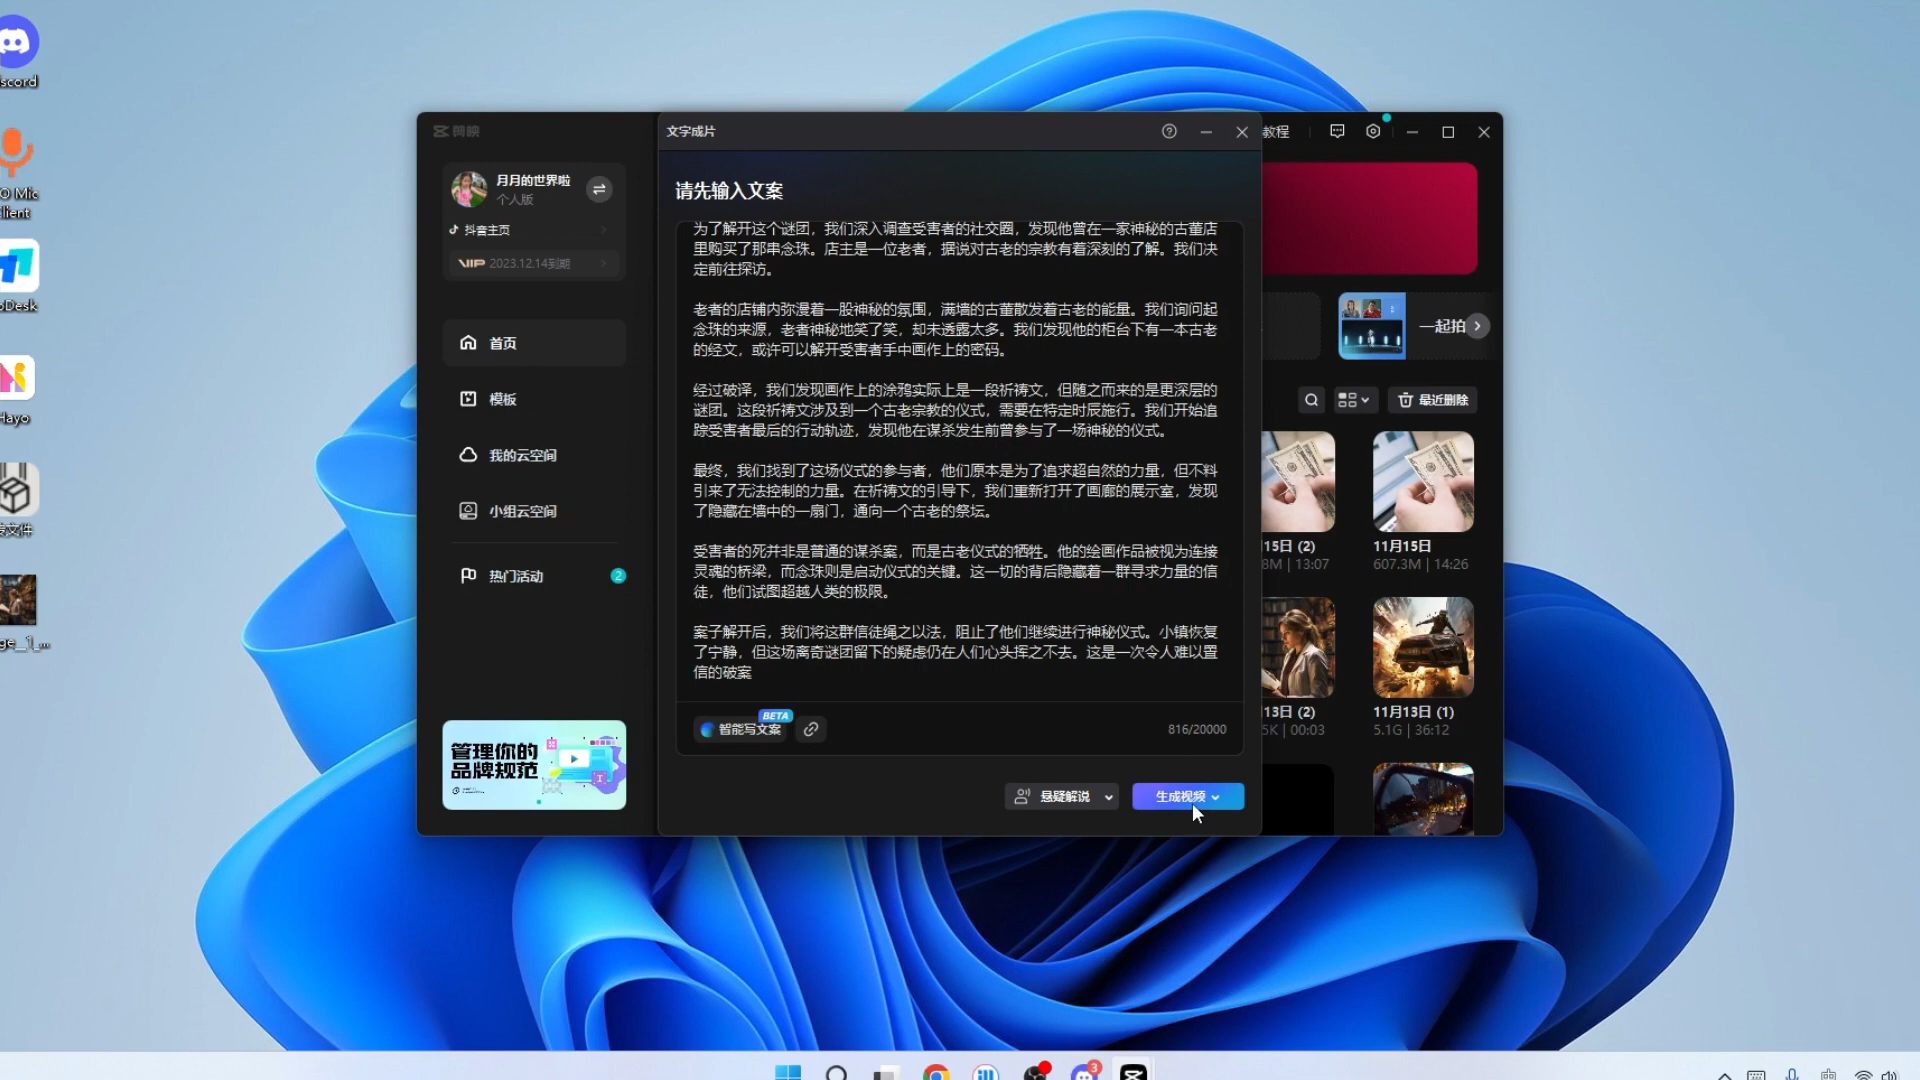 scord
O Mic
lient
oDesk
Hayo
文件
ge_1_...
剪映
月月的世界啦
个人版
抖音主页
VIP 2023.12.14到期
首页
模板
我的云空间
小组云空间
热门活动
2
管理你的
品牌规范
文字成片
请先输入文案
为了解开这个谜团，我们深入调查受害者的社交圈，发现他曾在一家神秘的古董店
里购买了那串念珠。店主是一位老者，据说对古老的宗教有着深刻的了解。我们决
定前往探访。
老者的店铺内弥漫着一股神秘的氛围，满墙的古董散发着古老的能量。我们询问起
念珠的来源，老者神秘地笑了笑，却未透露太多。我们发现他的柜台下有一本古老
的经文，或许可以解开受害者手中画作上的密码。
经过破译，我们发现画作上的涂鸦实际上是一段祈祷文，但随之而来的是更深层的
谜团。这段祈祷文涉及到一个古老宗教的仪式，需要在特定时辰施行。我们开始追
踪受害者最后的行动轨迹，发现他在谋杀发生前曾参与了一场神秘的仪式。
最终，我们找到了这场仪式的参与者，他们原本是为了追求超自然的力量，但不料
引来了无法控制的力量。在祈祷文的引导下，我们重新打开了画廊的展示室，发现
了隐藏在墙中的一扇门，通向一个古老的祭坛。
受害者的死并非是普通的谋杀案，而是古老仪式的牺牲。他的绘画作品被视为连接
灵魂的桥梁，而念珠则是启动仪式的关键。这一切的背后隐藏着一群寻求力量的信
徒，他们试图超越人类的极限。
案子解开后，我们将这群信徒绳之以法，阻止了他们继续进行神秘仪式。小镇恢复
了宁静，但这场离奇谜团留下的疑虑仍在人们心头挥之不去。这是一次令人难以置
信的破案
智能写文案
BETA
816/20000
悬疑解说
生成视频
教程
一起拍
最近删除
15日 (2)
8M | 13:07
11月15日
607.3M | 14:26
13日 (2)
5K | 00:03
11月13日 (1)
5.1G | 36:12
3
中